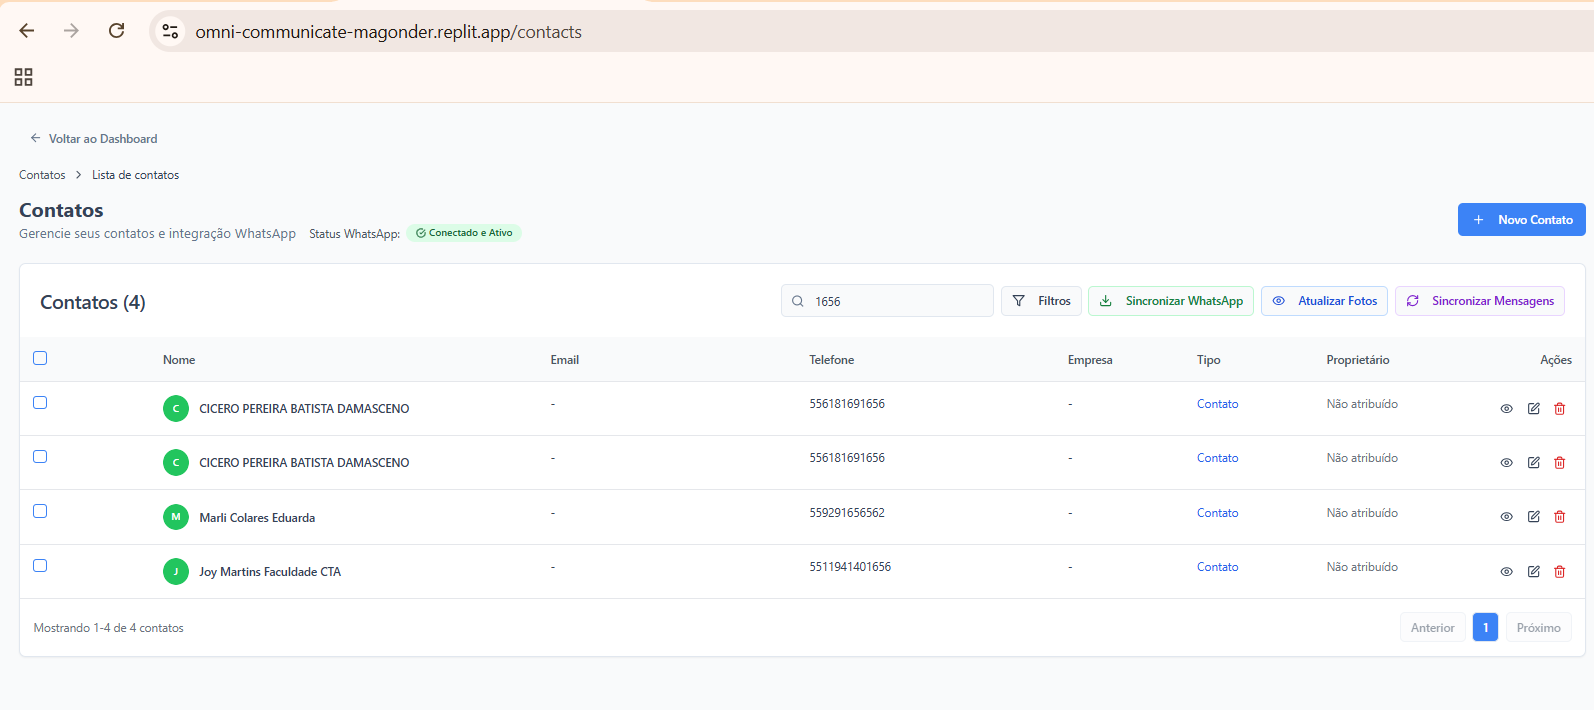 omni-communicate-magonder.replit.app/contacts
Voltar ao Dashboard
Contatos > Lista de contatos
Contatos
Gerencie seus contatos e integração WhatsApp Status WhatsApp: Conectado e Ativo
+ Novo Contato
Contatos (4) 1656 Filtros Sincronizar WhatsApp Atualizar Fotos Sincronizar Mensagens
Nome Email Telefone Empresa Tipo Proprietário Ações
C CICERO PEREIRA BATISTA DAMASCENO - 556181691656 - Contato Não atribuído
C CICERO PEREIRA BATISTA DAMASCENO - 556181691656 - Contato Não atribuído
M Marli Colares Eduarda - 559291656562 - Contato Não atribuído
J Joy Martins Faculdade CTA - 5511941401656 - Contato Não atribuído
Mostrando 1-4 de 4 contatos Anterior 1 Próximo